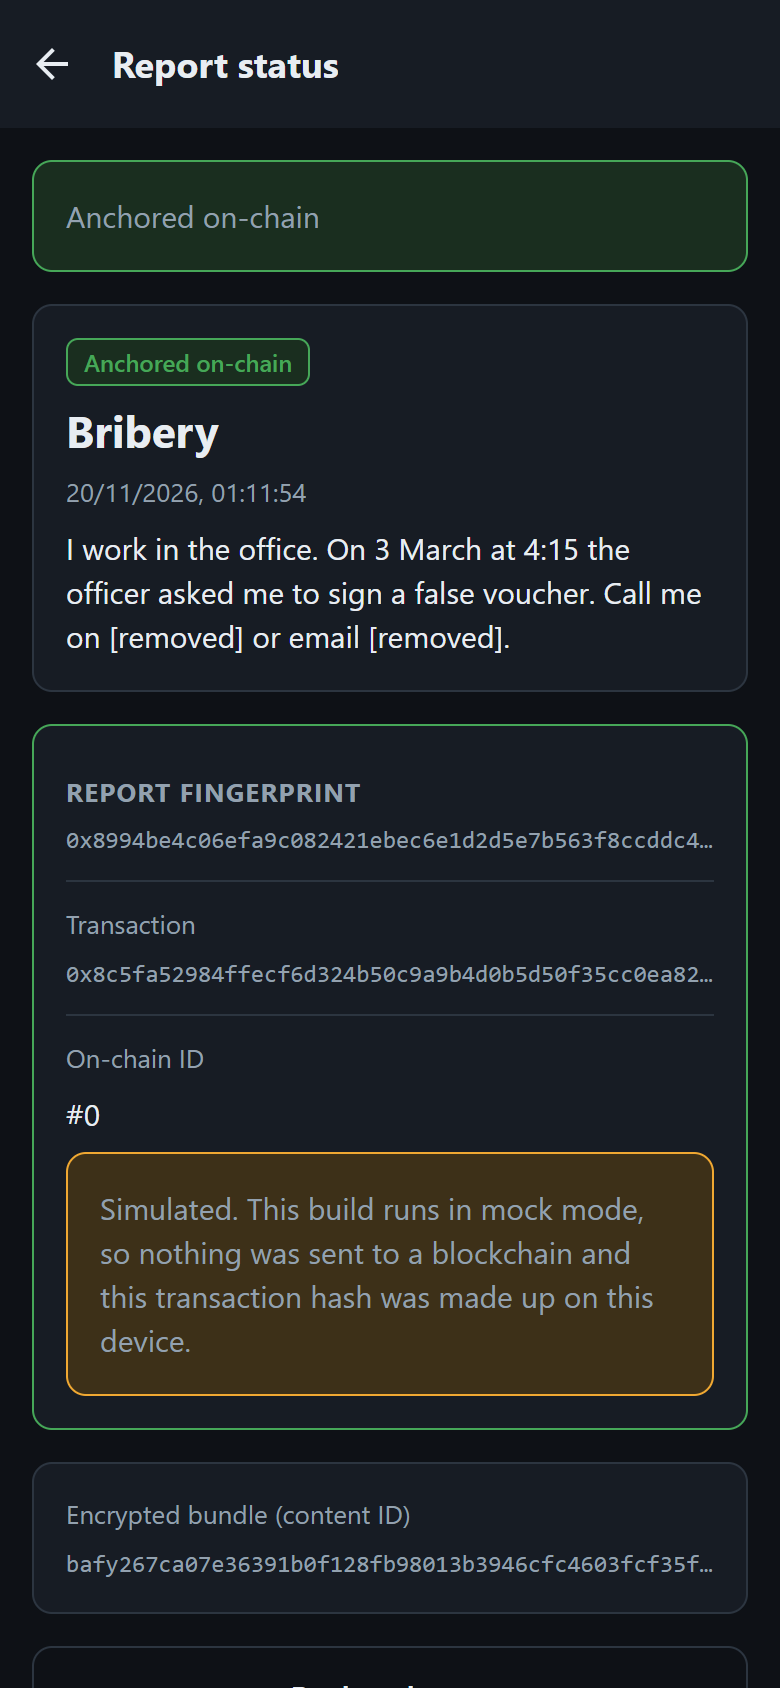 Report status
Anchored on-chain
Anchored on-chain
Bribery
20/11/2026, 01:11:54
I work in the office. On 3 March at 4:15 the
officer asked me to sign a false voucher. Call me
on [removed] or email [removed].
REPORT FINGERPRINT
0x8994be4c06efa9c082421ebec6e1d2d5e7b563f8ccddc4…
Transaction
0x8c5fa52984ffecf6d324b50c9a9b4d0b5d50f35cc0ea82…
On-chain ID
#0
Simulated. This build runs in mock mode,
so nothing was sent to a blockchain and
this transaction hash was made up on this
device.
Encrypted bundle (content ID)
bafy267ca07e36391b0f128fb98013b3946cfc4603fcf35f…